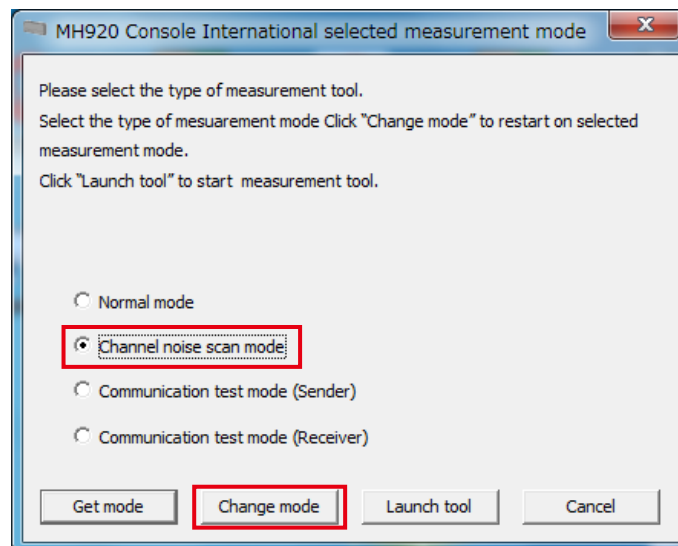 MH920 Console International selected measurement mode
Please select the type of measurement tool.
Select the type of mesuarement mode Click "Change mode" to restart on selected
measurement mode.
Click "Launch tool" to start  measurement tool.
Normal mode
Channel noise scan mode
Communication test mode (Sender)
Communication test mode (Receiver)
Get mode Change mode Launch tool Cancel